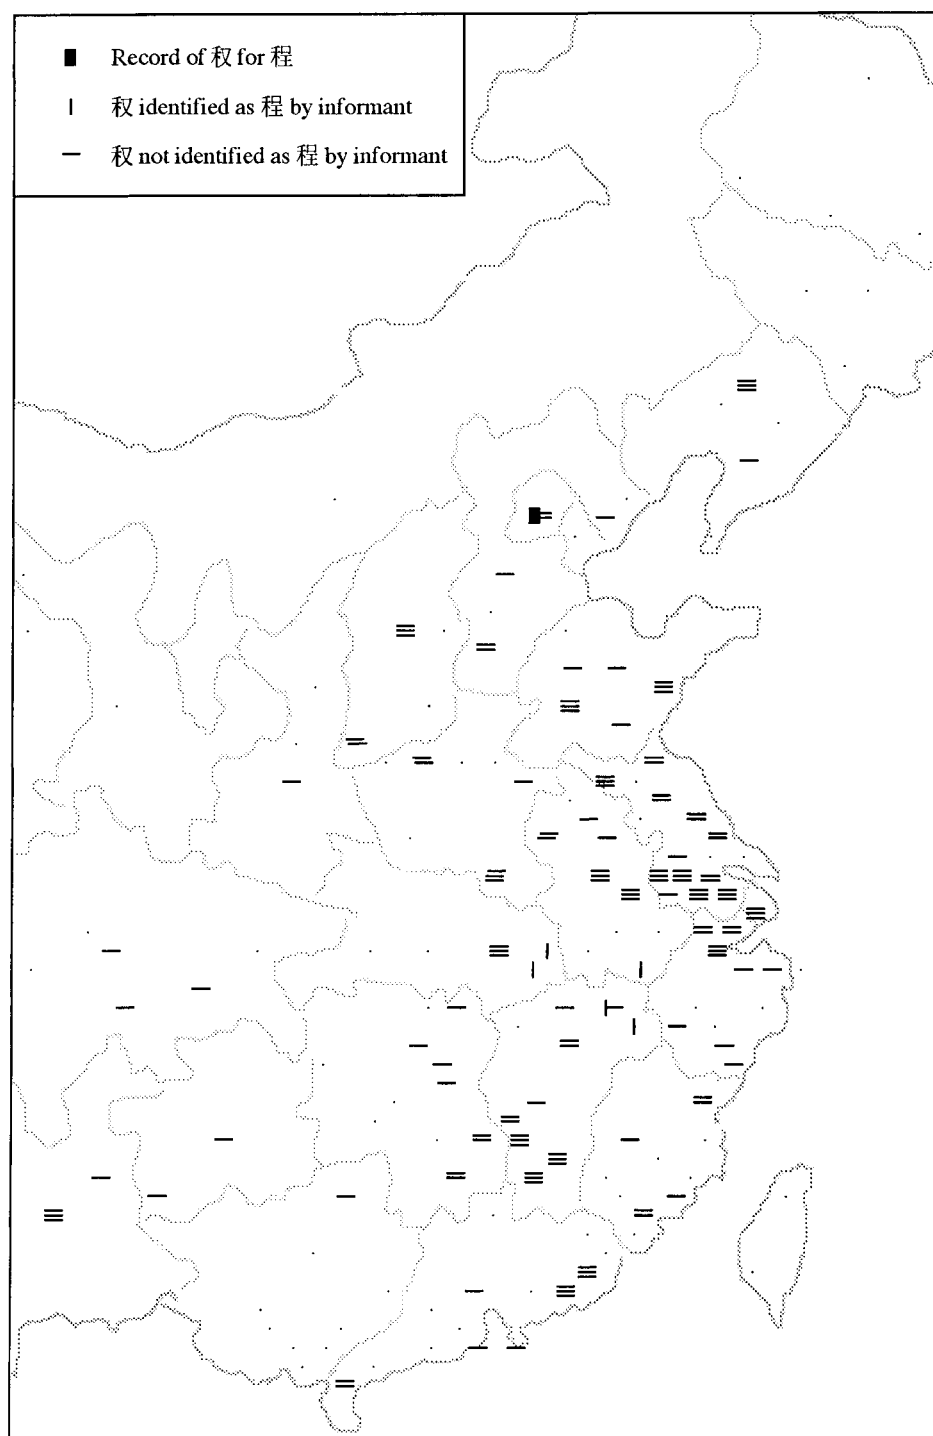 Record of 权 for 程
权 identified as 程 by informant
权 not identified as 程 by informant